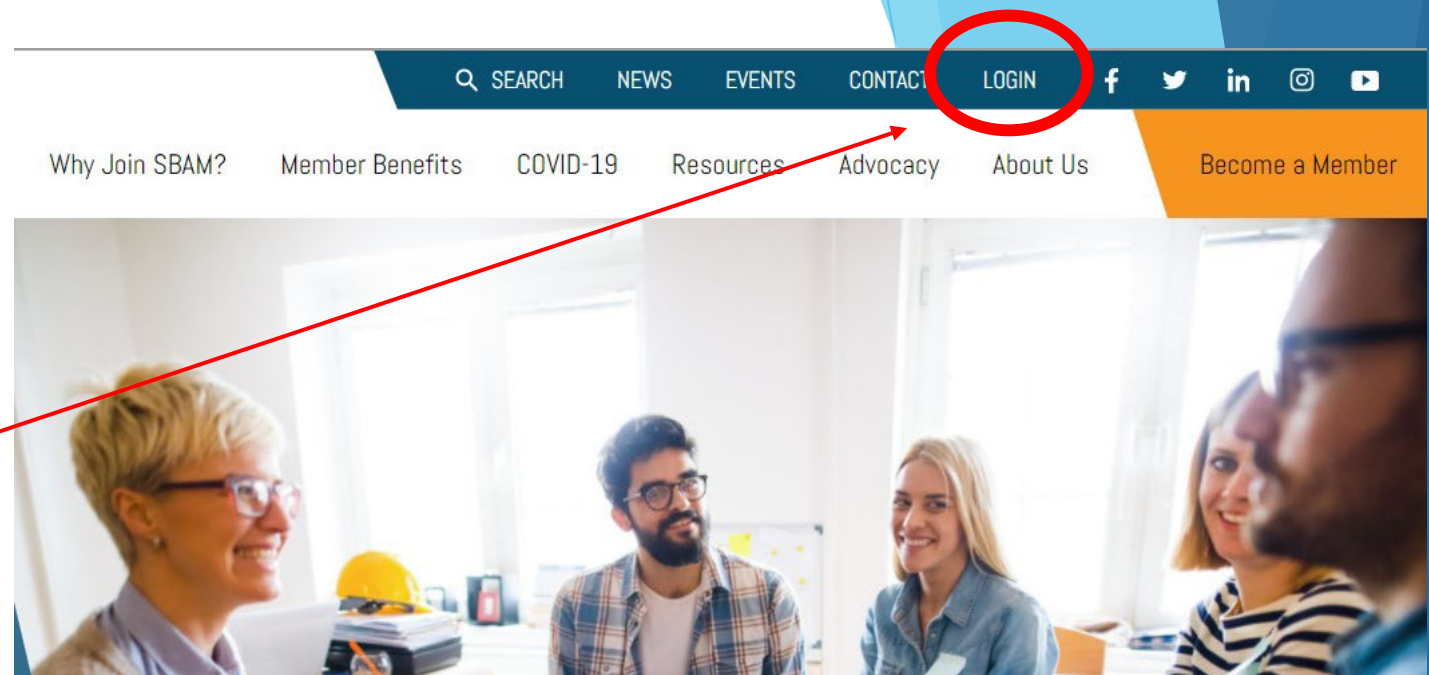 SEARCH NEWS EVENTS CONTACT LOGIN
Why Join SBAM? Member Benefits COVID-19 Resources Advocacy About Us Become a Member